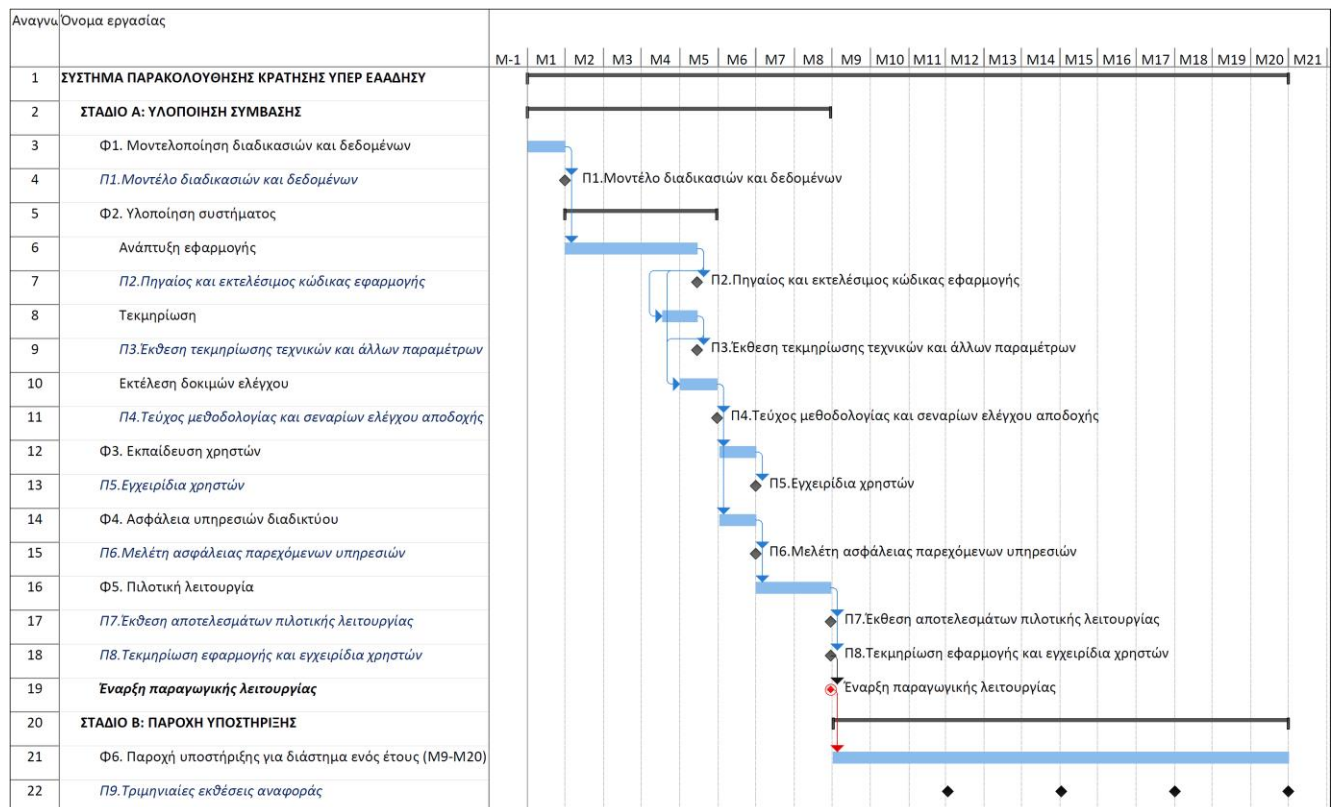 Αναγνω Όνομα εργασίας
M-1 M1 M2 M3 M4 M5 M6 M7 M8 M9 M10 M11 M12 M13 M14 M15 M16 M17 M18 M19 M20 M21
1 ΣΥΣΤΗΜΑ ΠΑΡΑΚΟΛΟΥΘΗΣΗΣ ΚΡΑΤΗΣΗΣ ΥΠΕΡ ΕΑΑΔΗΣΥ
2 ΣΤΑΔΙΟ Α: ΥΛΟΠΟΙΗΣΗ ΣΥΜΒΑΣΗΣ
3 Φ1. Μοντελοποίηση διαδικασιών και δεδομένων
4 Π1.Μοντέλο διαδικασιών και δεδομένων Π1.Μοντέλο διαδικασιών και δεδομένων
5 Φ2. Υλοποίηση συστήματος
6 Ανάπτυξη εφαρμογής
7 Π2.Πηγαίος και εκτελέσιμος κώδικας εφαρμογής Π2.Πηγαίος και εκτελέσιμος κώδικας εφαρμογής
8 Τεκμηρίωση
9 Π3.Έκθεση τεκμηρίωσης τεχνικών και άλλων παραμέτρων Π3.Έκθεση τεκμηρίωσης τεχνικών και άλλων παραμέτρων
10 Εκτέλεση δοκιμών ελέγχου
11 Π4.Τεύχος μεθοδολογίας και σεναρίων ελέγχου αποδοχής Π4.Τεύχος μεθοδολογίας και σεναρίων ελέγχου αποδοχής
12 Φ3. Εκπαίδευση χρηστών
13 Π5.Εγχειρίδια χρηστών Π5.Εγχειρίδια χρηστών
14 Φ4. Ασφάλεια υπηρεσιών διαδικτύου
15 Π6.Μελέτη ασφάλειας παρεχόμενων υπηρεσιών Π6.Μελέτη ασφάλειας παρεχόμενων υπηρεσιών
16 Φ5. Πιλοτική λειτουργία
17 Π7.Έκθεση αποτελεσμάτων πιλοτικής λειτουργίας Π7.Έκθεση αποτελεσμάτων πιλοτικής λειτουργίας
18 Π8.Τεκμηρίωση εφαρμογής και εγχειρίδια χρηστών Π8.Τεκμηρίωση εφαρμογής και εγχειρίδια χρηστών
19 Έναρξη παραγωγικής λειτουργίας Έναρξη παραγωγικής λειτουργίας
20 ΣΤΑΔΙΟ Β: ΠΑΡΟΧΗ ΥΠΟΣΤΗΡΙΞΗΣ
21 Φ6. Παροχή υποστήριξης για διάστημα ενός έτους (Μ9-Μ20)
22 Π9.Τριμηνιαίες εκθέσεις αναφοράς